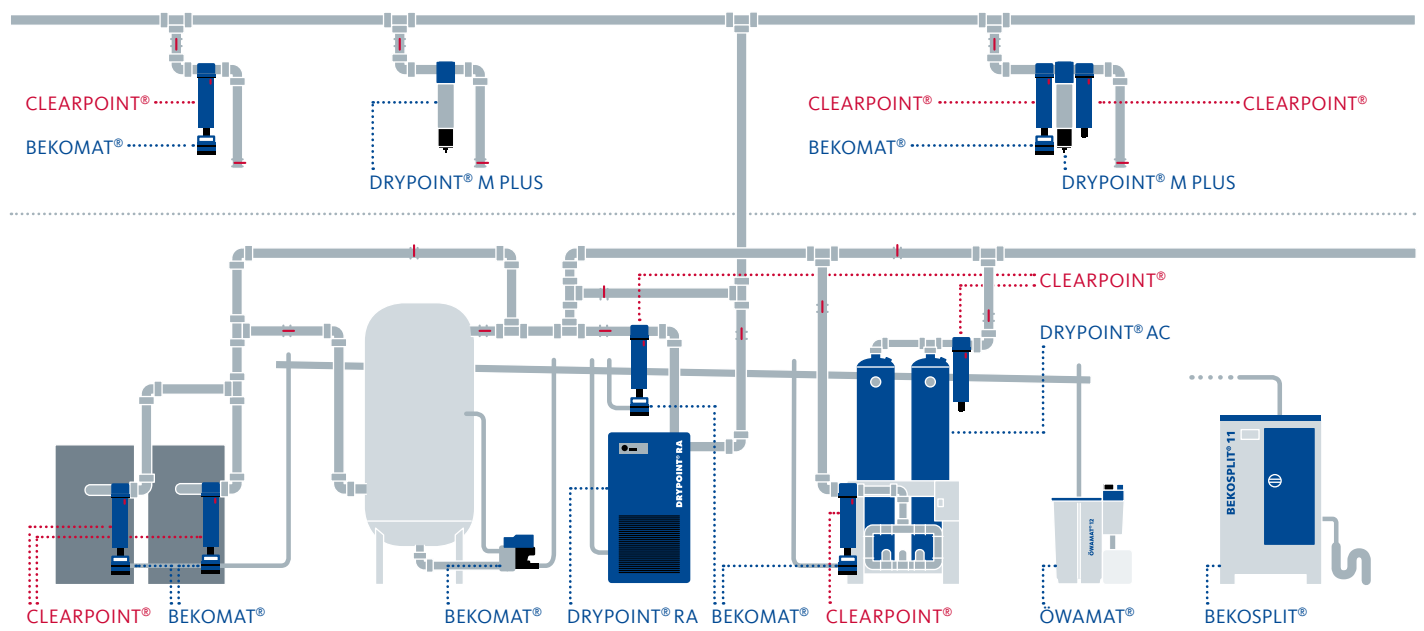 CLEARPOINT®
BEKOMAT®
DRYPOINT® M PLUS
CLEARPOINT®
CLEARPOINT®
BEKOMAT®
DRYPOINT® M PLUS
CLEARPOINT®
DRYPOINT® AC
DRYPOINT® RA
ÖWAMAT® 12
BEKOSPLIT® 11
CLEARPOINT®
BEKOMAT®
BEKOMAT®
DRYPOINT® RA
BEKOMAT®
CLEARPOINT®
ÖWAMAT®
BEKOSPLIT®